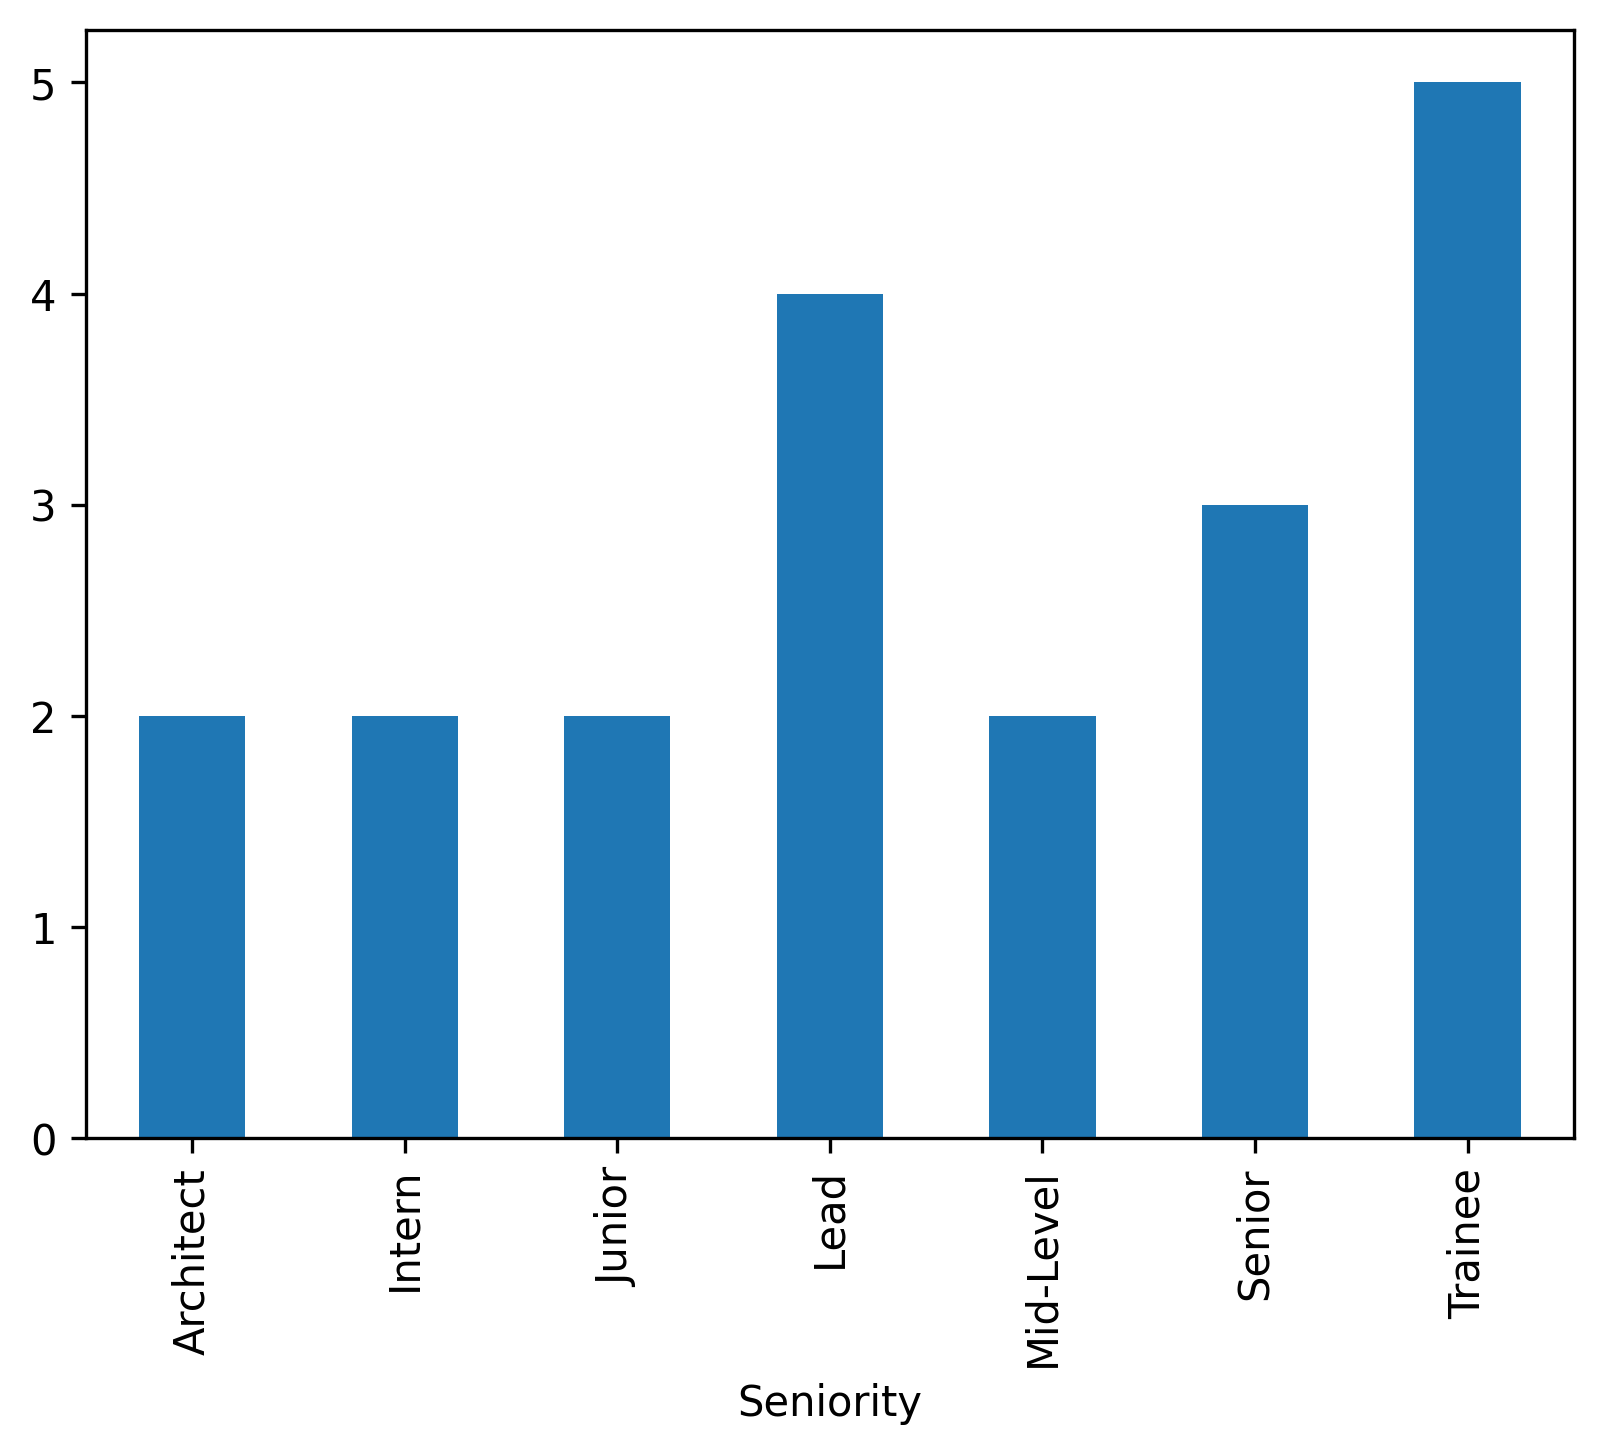 5
4
3
2
1
0
Architect
Intern
Junior
Lead
Mid-Level
Senior
Trainee
Seniority